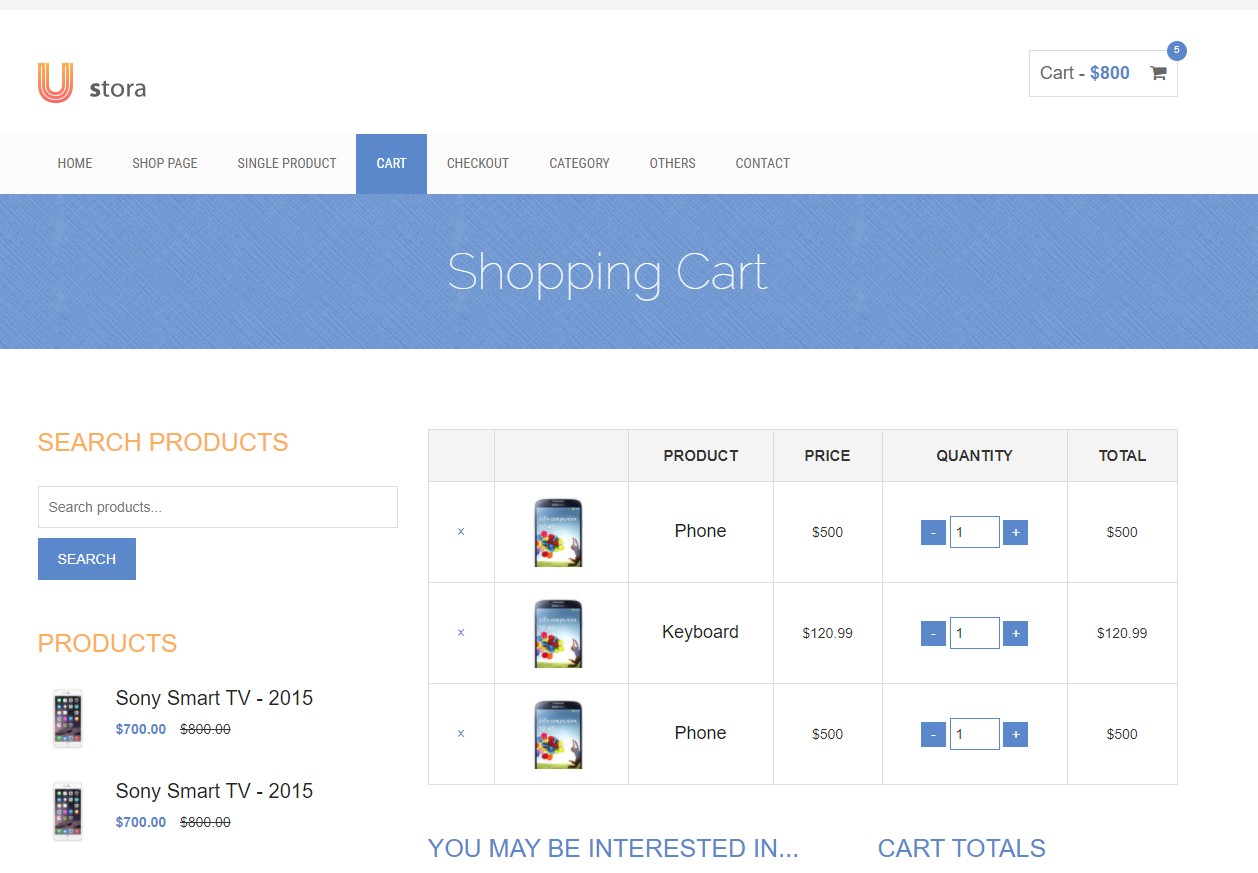 5
U stora
Cart - $800
HOME SHOP PAGE SINGLE PRODUCT CART CHECKOUT CATEGORY OTHERS CONTACT
Shopping Cart
SEARCH PRODUCTS
Search products...
SEARCH
PRODUCTS
Sony Smart TV - 2015
$700.00 $800.00
Sony Smart TV - 2015
$700.00 $800.00
PRODUCT PRICE QUANTITY TOTAL
x Phone $500 - 1 + $500
x Keyboard $120.99 - 1 + $120.99
x Phone $500 - 1 + $500
YOU MAY BE INTERESTED IN...
CART TOTALS